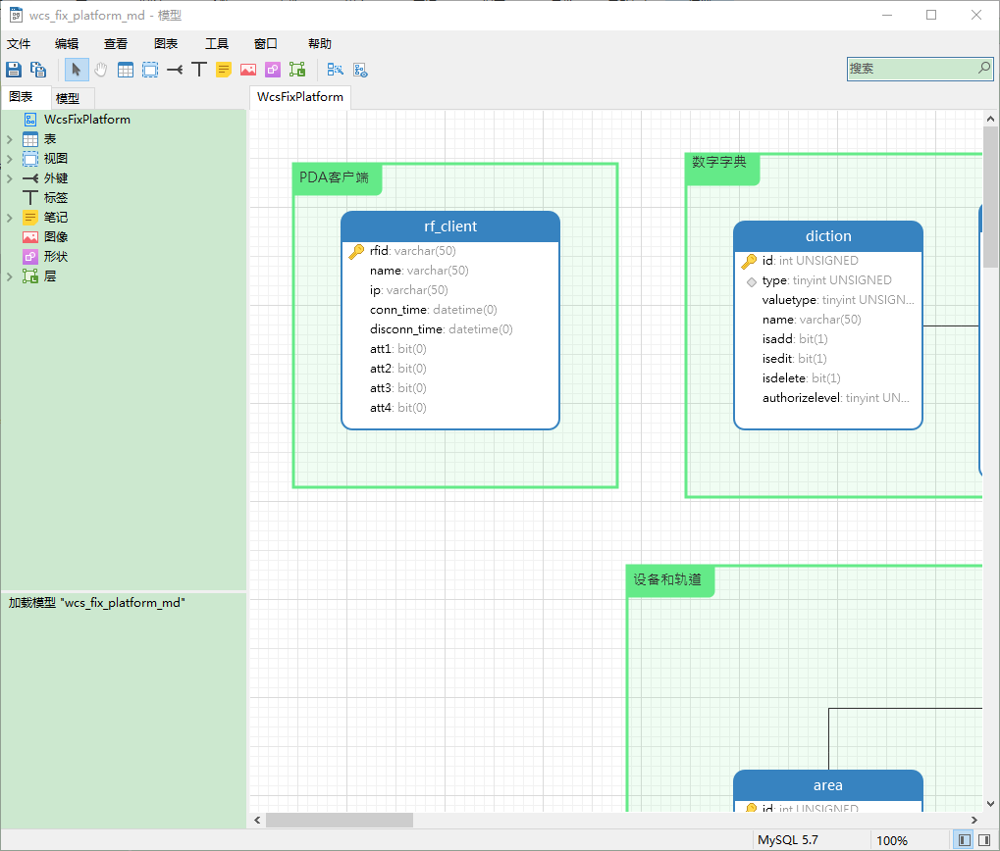 wcs_fix_platform_md - 模型
文件 编辑 查看 图表 工具 窗口 帮助
搜索
图表 模型
WcsFixPlatform
WcsFixPlatform
表
视图
外键
标签
笔记
图像
形状
层
加载模型 "wcs_fix_platform_md"
PDA客户端
rf_client
rfid: varchar(50)
name: varchar(50)
ip: varchar(50)
conn_time: datetime(0)
disconn_time: datetime(0)
att1: bit(0)
att2: bit(0)
att3: bit(0)
att4: bit(0)
数字字典
diction
id: int UNSIGNED
type: tinyint UNSIGNED
valuetype: tinyint UNSIGN...
name: varchar(50)
isadd: bit(1)
isedit: bit(1)
isdelete: bit(1)
authorizelevel: tinyint UN...
设备和轨道
area
id: int UNSIGNED
MySQL 5.7
100%